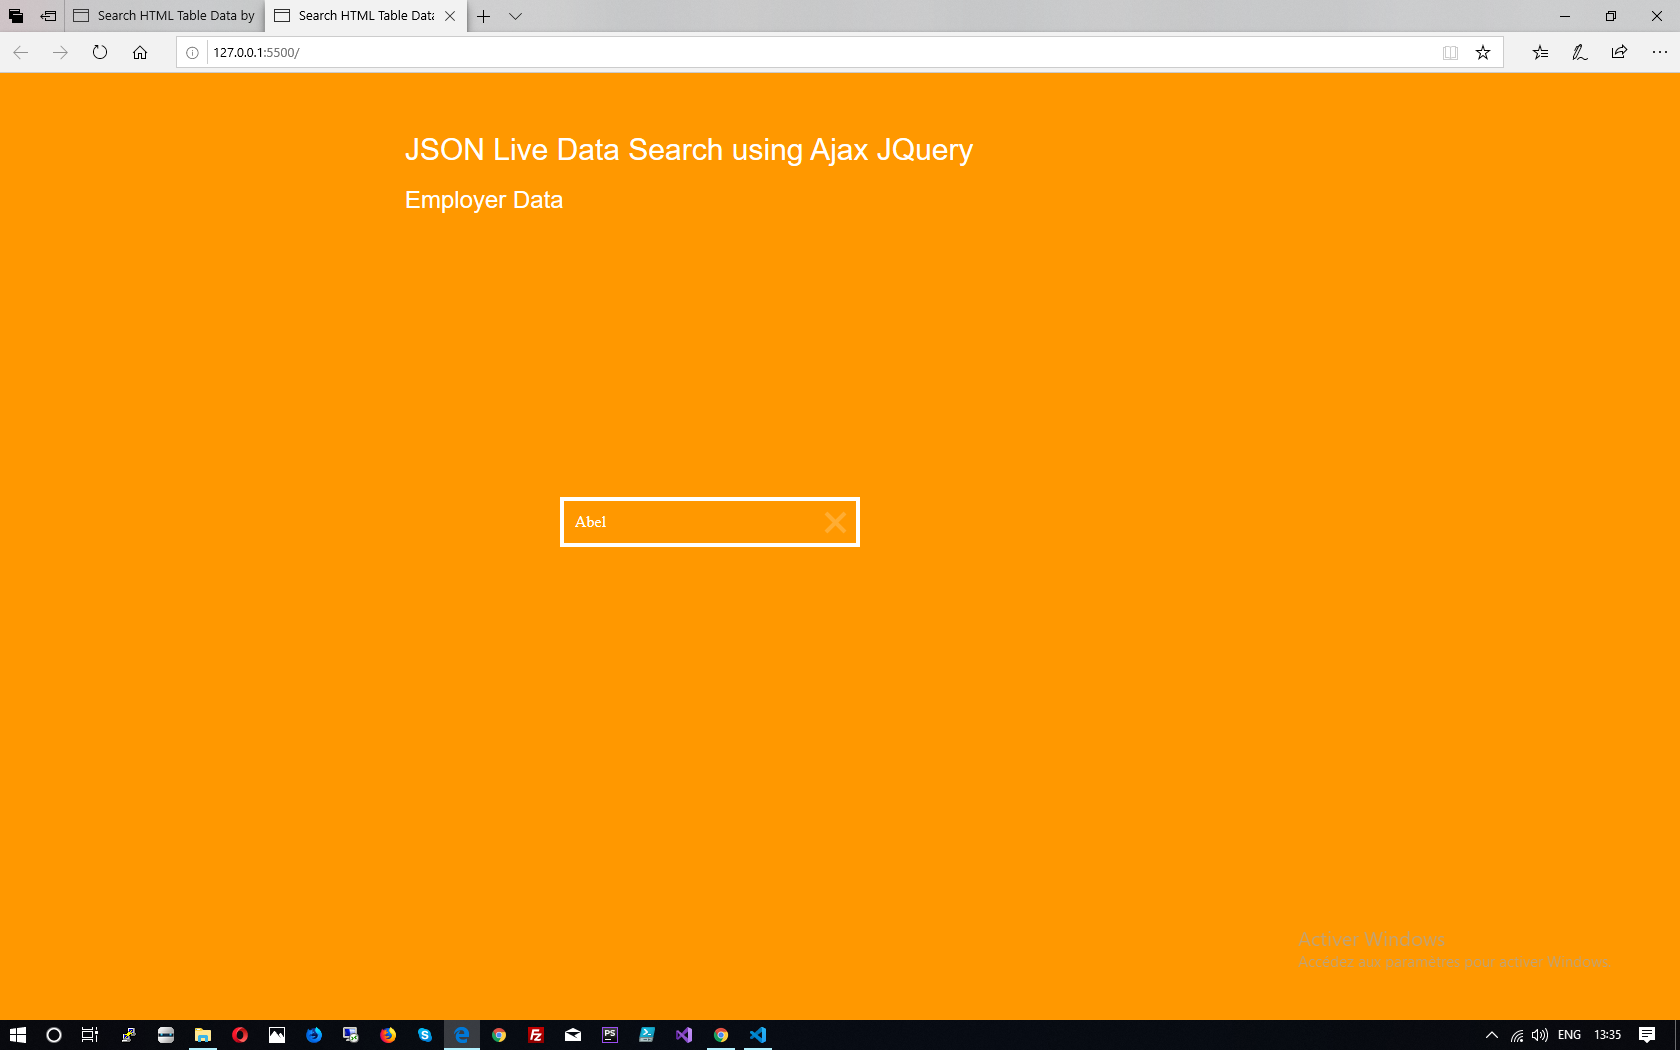 Search HTML Table Data by
Search HTML Table Data
127.0.0.1:5500/
JSON Live Data Search using Ajax JQuery
Employer Data
Abel
Activer Windows
Accédez aux paramètres pour activer Windows.
ENG
13:35